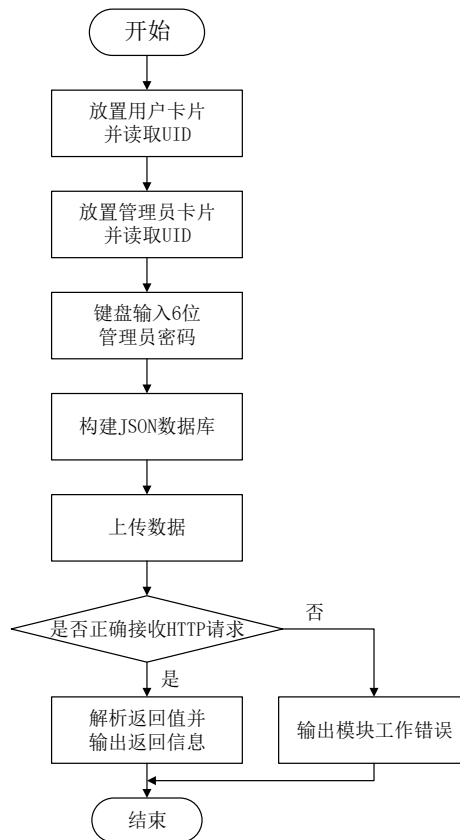 开始
放置用户卡片
并读取UID
放置管理员卡片
并读取UID
键盘输入6位
管理员密码
构建JSON数据库
上传数据
是否正确接收HTTP请求
否
是
解析返回值并
输出返回信息
输出模块工作错误
结束